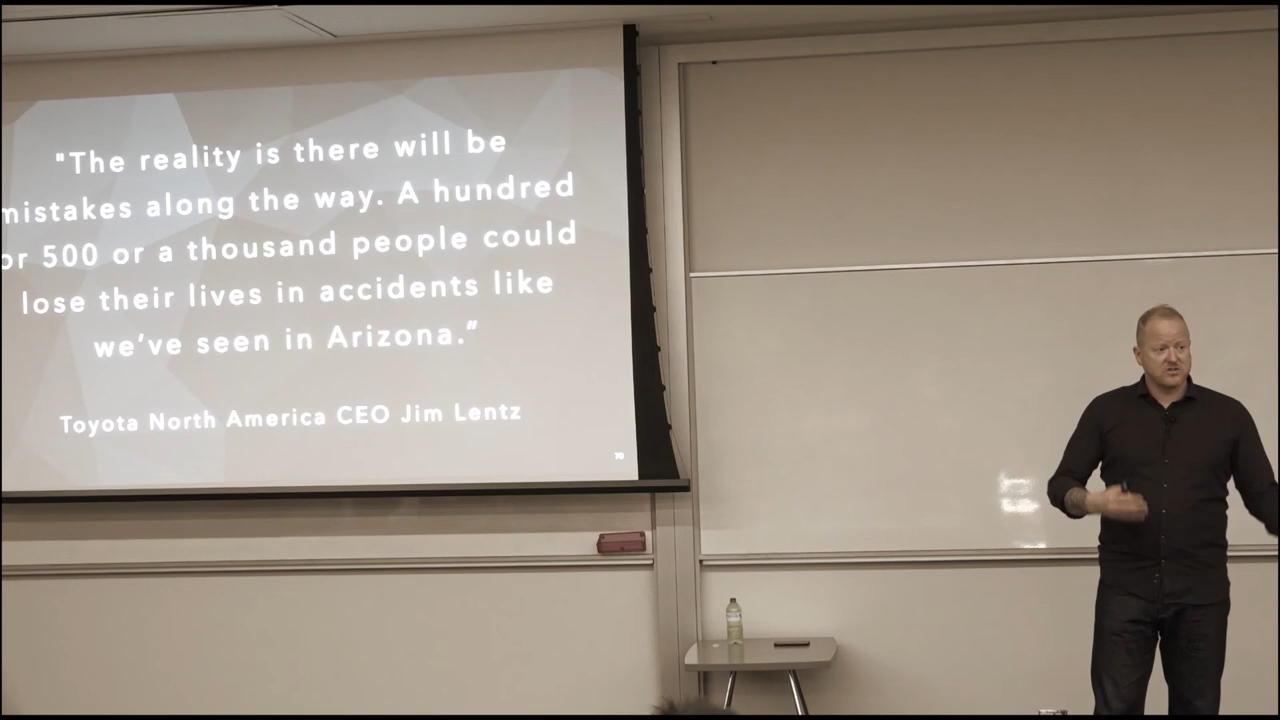 "The reality is there will be
mistakes along the way. A hundred
or 500 or a thousand people could
lose their lives in accidents like
we've seen in Arizona.”
Toyota North America CEO Jim Lentz
70